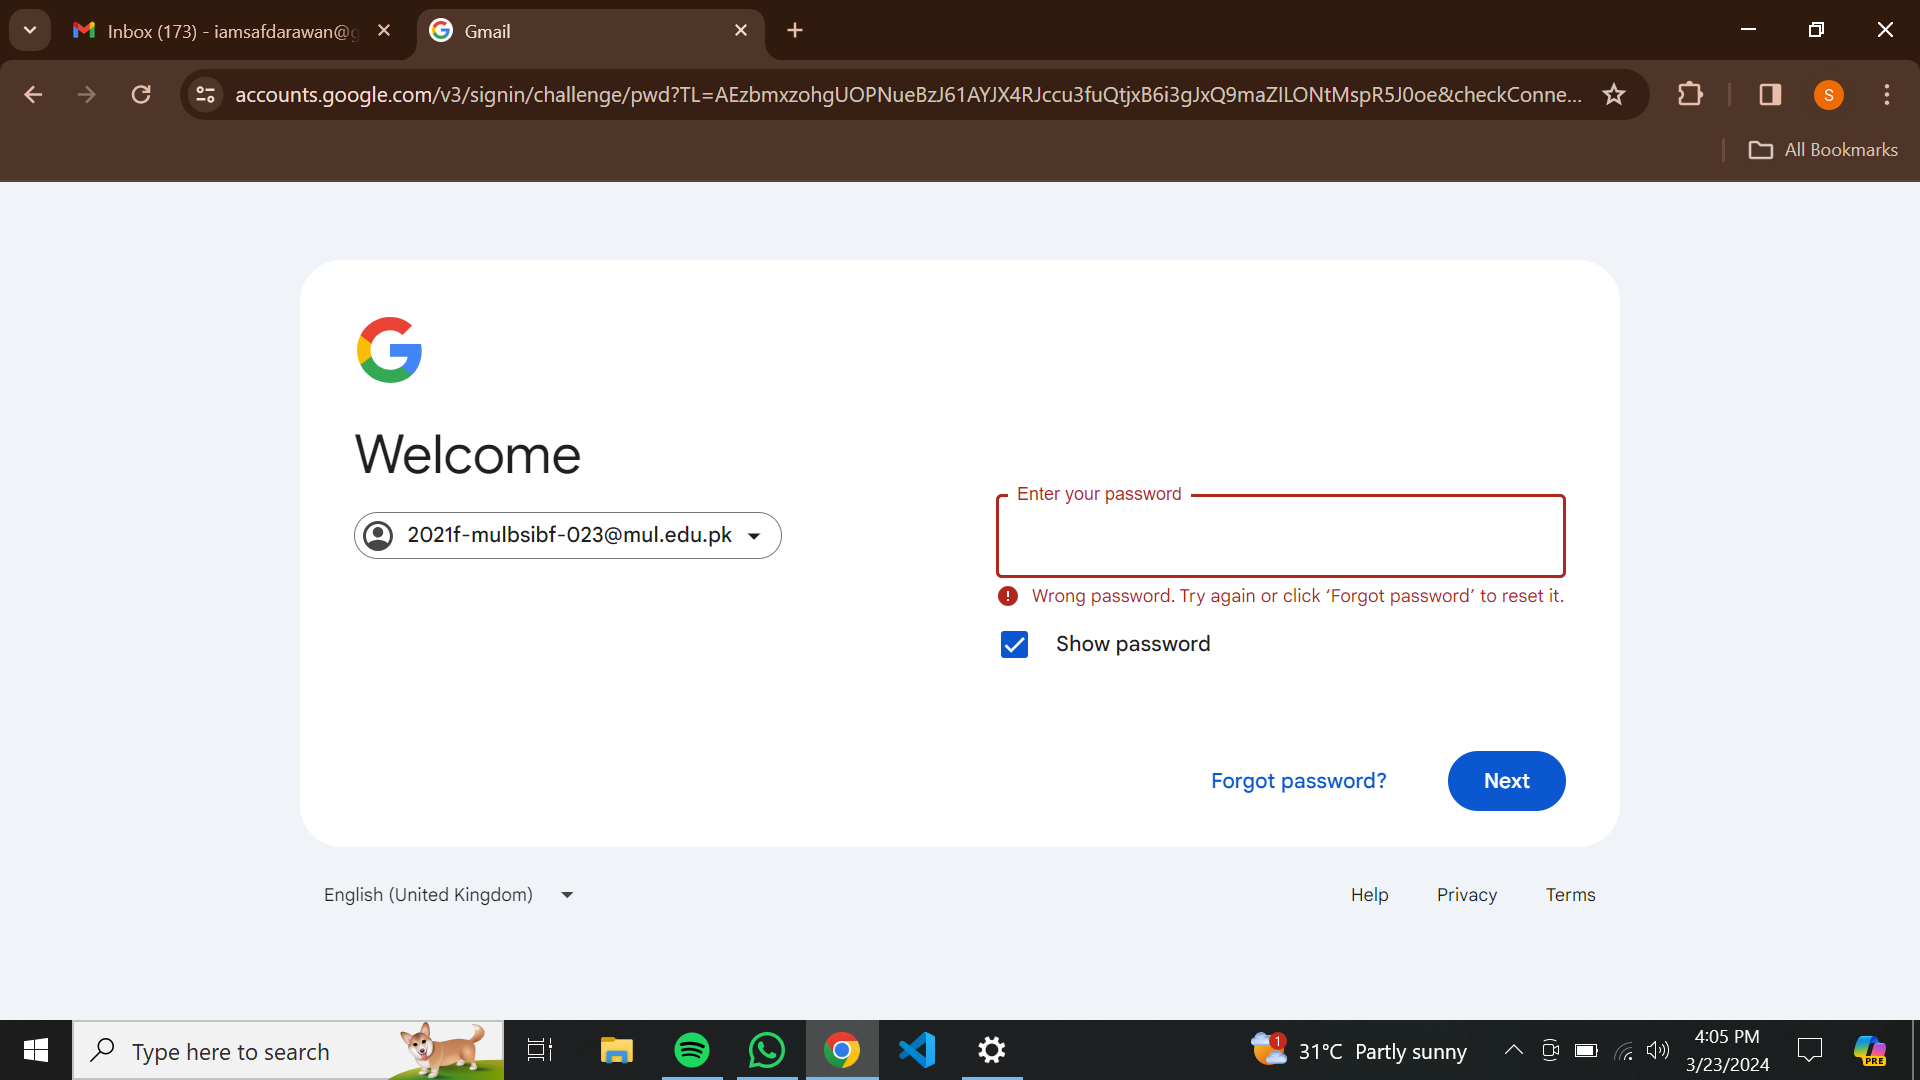 Inbox (173) - iamsafdarawan@g
Gmail
accounts.google.com/v3/signin/challenge/pwd?TL=AEzbmxzohgUOPNueBzJ61AYJX4RJccu3fuQtjxB6i3gJxQ9maZILONtMspR5J0oe&checkConne...
S
All Bookmarks
Welcome
2021f-mulbsibf-023@mul.edu.pk
Enter your password
Wrong password. Try again or click ‘Forgot password’ to reset it.
Show password
Forgot password?
Next
English (United Kingdom)
Help
Privacy
Terms
Type here to search
1
31°C Partly sunny
4:05 PM
3/23/2024
PRE